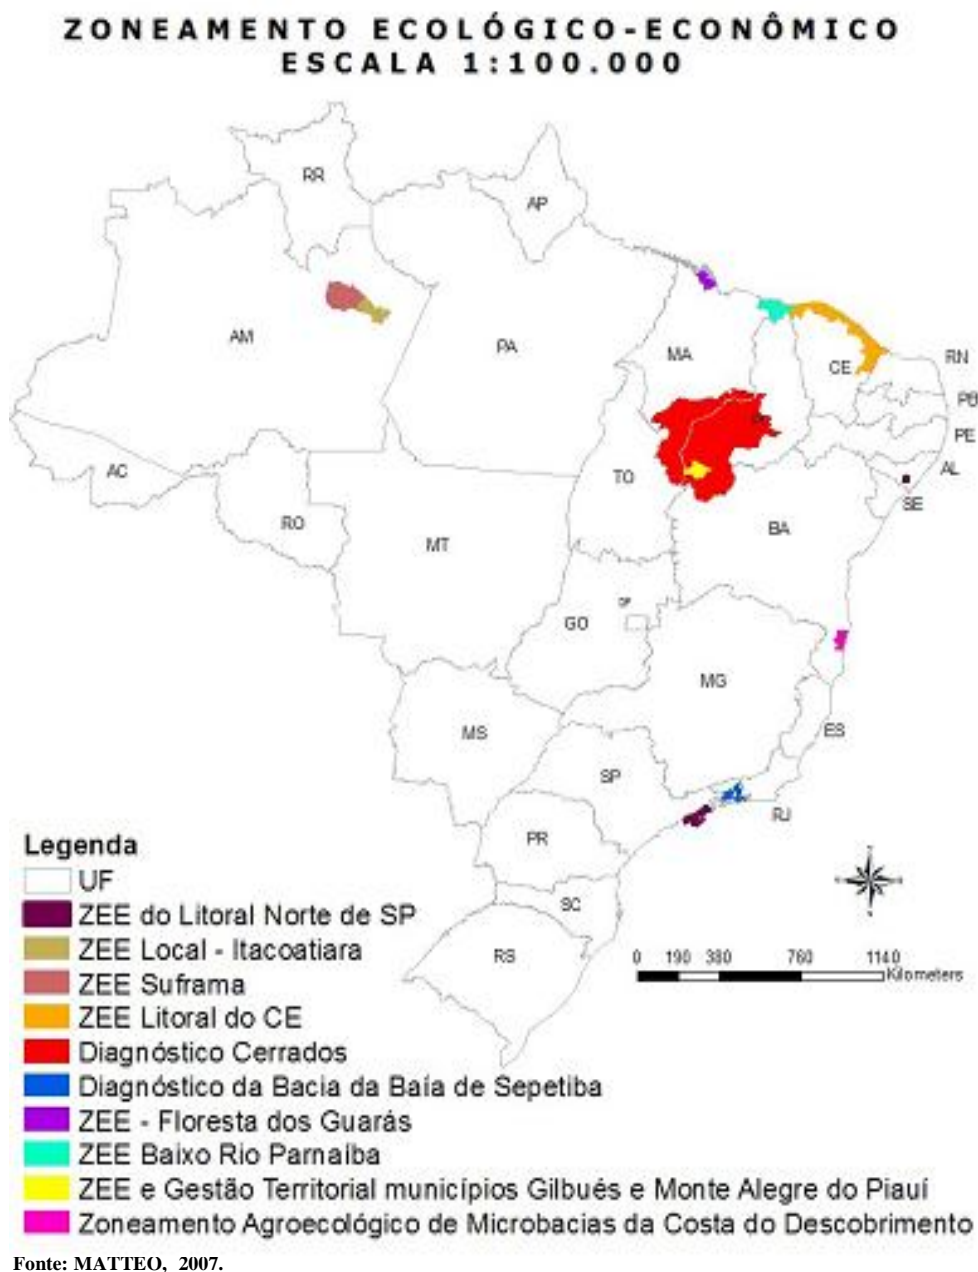 ZONEAMENTO ECOLÓGICO-ECONÔMICO
ESCALA 1:100.000
RR
AP
AM
PA
MA
CE
RN
PB
PE
AL
SE
AC
TO
RO
BA
MT
DF
GO
MG
MS
ES
SP
RJ
PR
SC
RS
0 190 380 760 1140
Kilometers
Legenda
UF
ZEE do Litoral Norte de SP
ZEE Local - Itacoatiara
ZEE Suframa
ZEE Litoral do CE
Diagnóstico Cerrados
Diagnóstico da Bacia da Baía de Sepetiba
ZEE - Floresta dos Guarás
ZEE Baixo Rio Parnaíba
ZEE e Gestão Territorial municípios Gilbués e Monte Alegre do Piauí
Zoneamento Agroecológico de Microbacias da Costa do Descobrimento
Fonte: MATTEO, 2007.